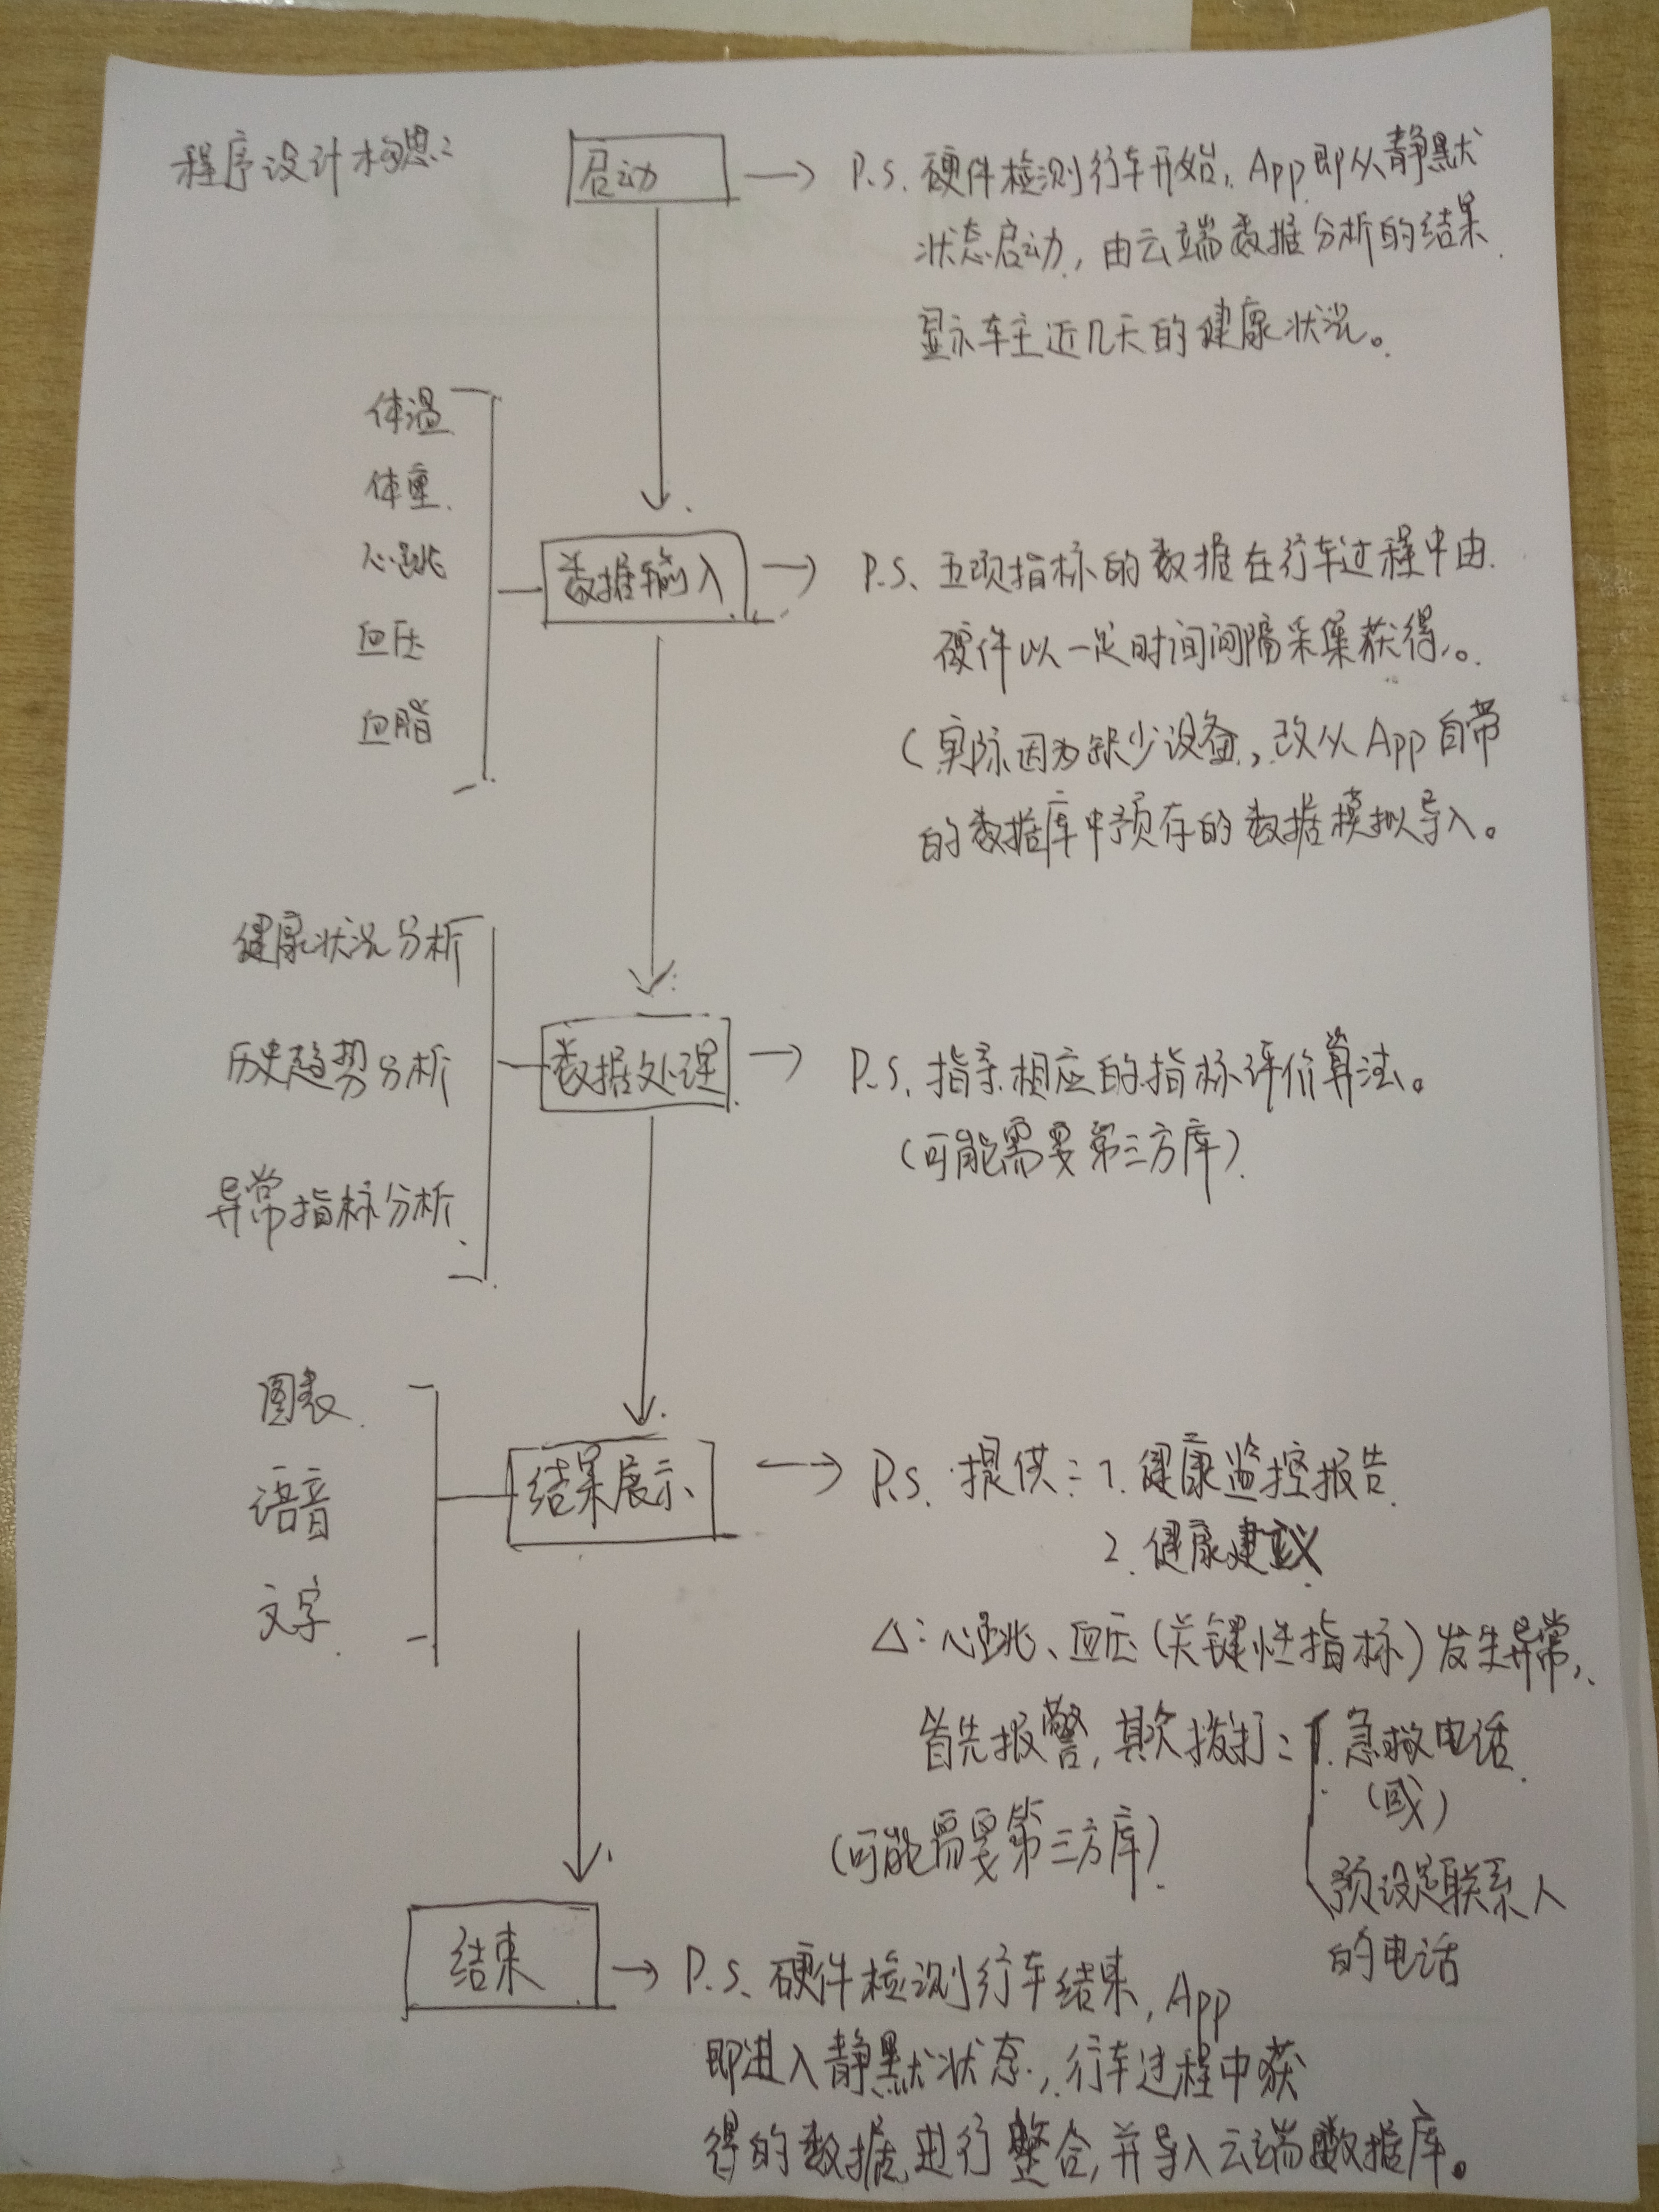 程序设计构思：
启动
P.S. 硬件检测行车开始，App即从静默
状态启动，由云端数据分析的结果
显示车主近几天的健康状况。
体温
体重
心跳
血压
血脂
数据输入
P.S. 五项指标的数据在行车过程中由
硬件以一定时间间隔采集获得。
（实际因为缺少设备，改从App自带
的数据库中预存的数据模拟导入。
健康状况分析
历史趋势分析
异常指标分析
数据处理
P.S. 指导相应的指标评价算法。
（可能需要第三方库）
图表
语音
文字
结果展示
P.S. 提供：1. 健康监控报告
2. 健康建议
△：心跳、血压（关键性指标）发生异常，
首先报警，其次拨打：1. 急救电话
（或）
预设定联系人
的电话
（可能需要第三方库）
结束
P.S. 硬件检测行车结束，App
即进入静默状态，行车过程中获
得的数据进行整合，并导入云端数据库。